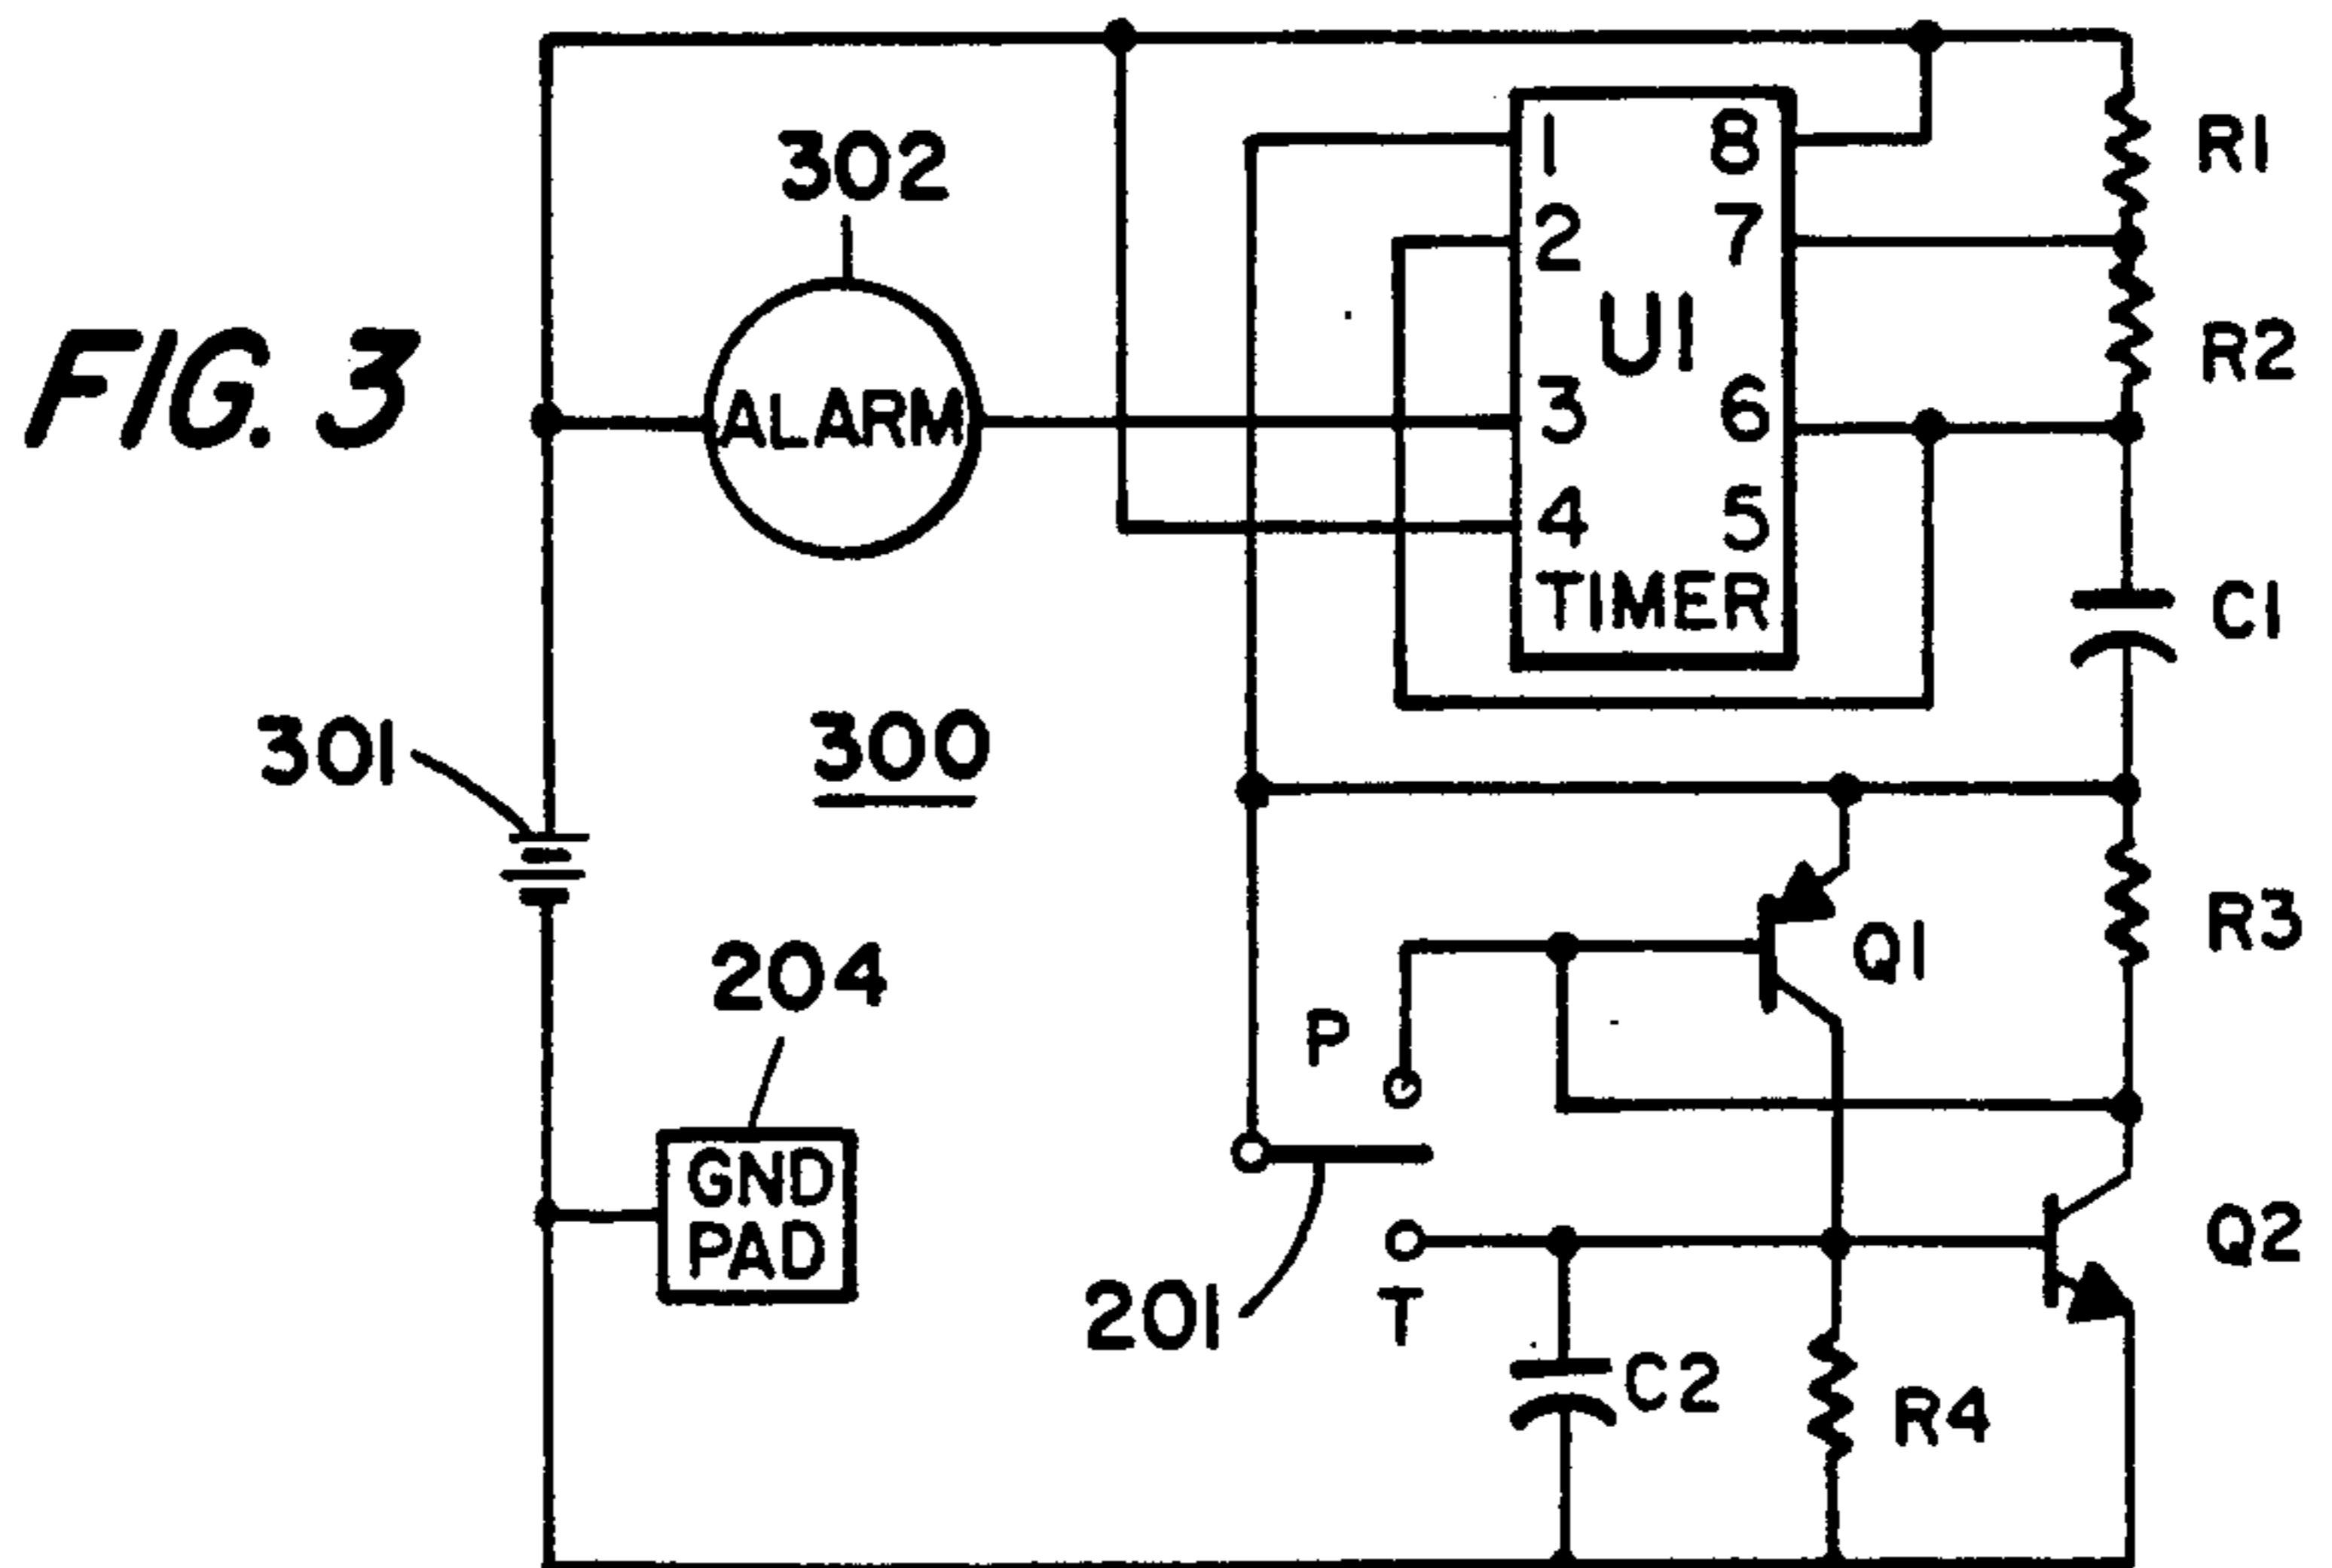 FIG. 3
302
ALARM
1 8
2 7
U1
3 6
4 5
TIMER
R1
R2
C1
301
300
204
GND
PAD
P
Q1
R3
201
T
C2
R4
Q2